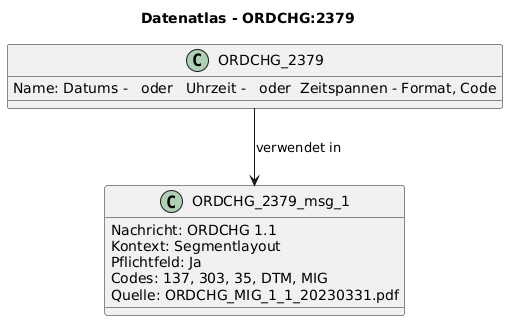 Datenatlas - ORDCHG:2379
C ORDCHG_2379
Name: Datums -   oder   Uhrzeit -   oder  Zeitspannen - Format, Code
verwendet in
C ORDCHG_2379_msg_1
Nachricht: ORDCHG 1.1
Kontext: Segmentlayout
Pflichtfeld: Ja
Codes: 137, 303, 35, DTM, MIG
Quelle: ORDCHG_MIG_1_1_20230331.pdf